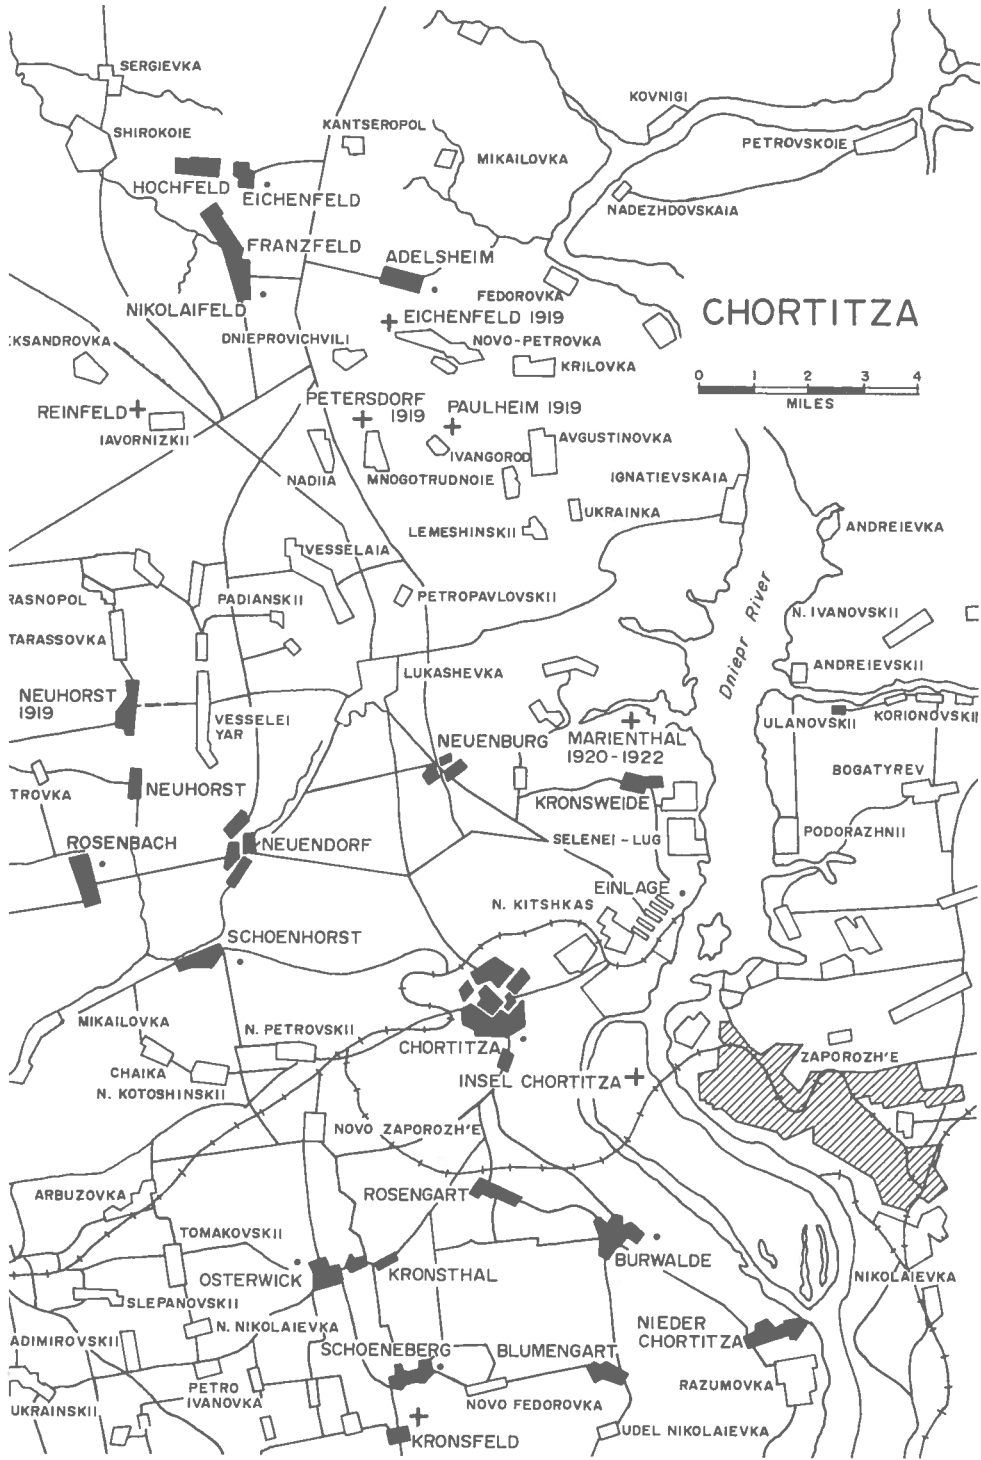 SERGIEVKA
KOVNIGI
SHIROKOIE
KANTSEROPOL
PETROVSKOIE
MIKAILOVKA
HOCHFELD
EICHENFELD
NADEZHDOVSKAIA
FRANZFELD
ADELSHEIM
FEDOROVKA
NIKOLAIFELD
EICHENFELD 1919
CHORTITZA
KSANDROVKA
DNIEPROVICHVILI
NOVO-PETROVKA
KRILOVKA
0 1 2 3 4
MILES
REINFELD
PETERSDORF
1919
PAULHEIM 1919
IAVORNIZKII
AVGUSTINOVKA
IVANGOROD
NADIIA
MNOGOTRUDNOIE
IGNATIEVSKAIA
UKRAINKA
LEMESHINSKII
ANDREIEVKA
VESSELAIA
RASNOPOL
PADIANSKII
PETROPAVLOVSKII
Dniepr River
N. IVANOVSKII
TARASSOVKA
LUKASHEVKA
ANDREIEVSKII
NEUHORST
1919
VESSELEI
YAR
NEUENBURG
MARIENTHAL
1920-1922
ULANOVSKII
KORIONOVSKII
BOGATYREV
TROVKA
NEUHORST
KRONSWEIDE
ROSENBACH
NEUENDORF
SELENEI-LUG
PODORAZHNII
EINLAGE
N. KITSHKAS
SCHOENHORST
MIKAILOVKA
N. PETROVSKII
CHORTITZA
ZAPOROZH'E
CHAIKA
INSEL CHORTITZA
N. KOTOSHINSKII
NOVO ZAPOROZH'E
ARBUZOVKA
ROSENGART
TOMAKOVSKII
OSTERWICK
KRONSTHAL
BURWALDE
NIKOLAIEVKA
SLEPANOVSKII
N. NIKOLAIEVKA
NIEDER
CHORTITZA
ADIMIROVSKII
SCHOENEBERG
BLUMENGART
PETRO
IVANOVKA
RAZUMOVKA
UKRAINSKII
NOVO FEDOROVKA
KRONSFELD
UDEL NIKOLAIEVKA